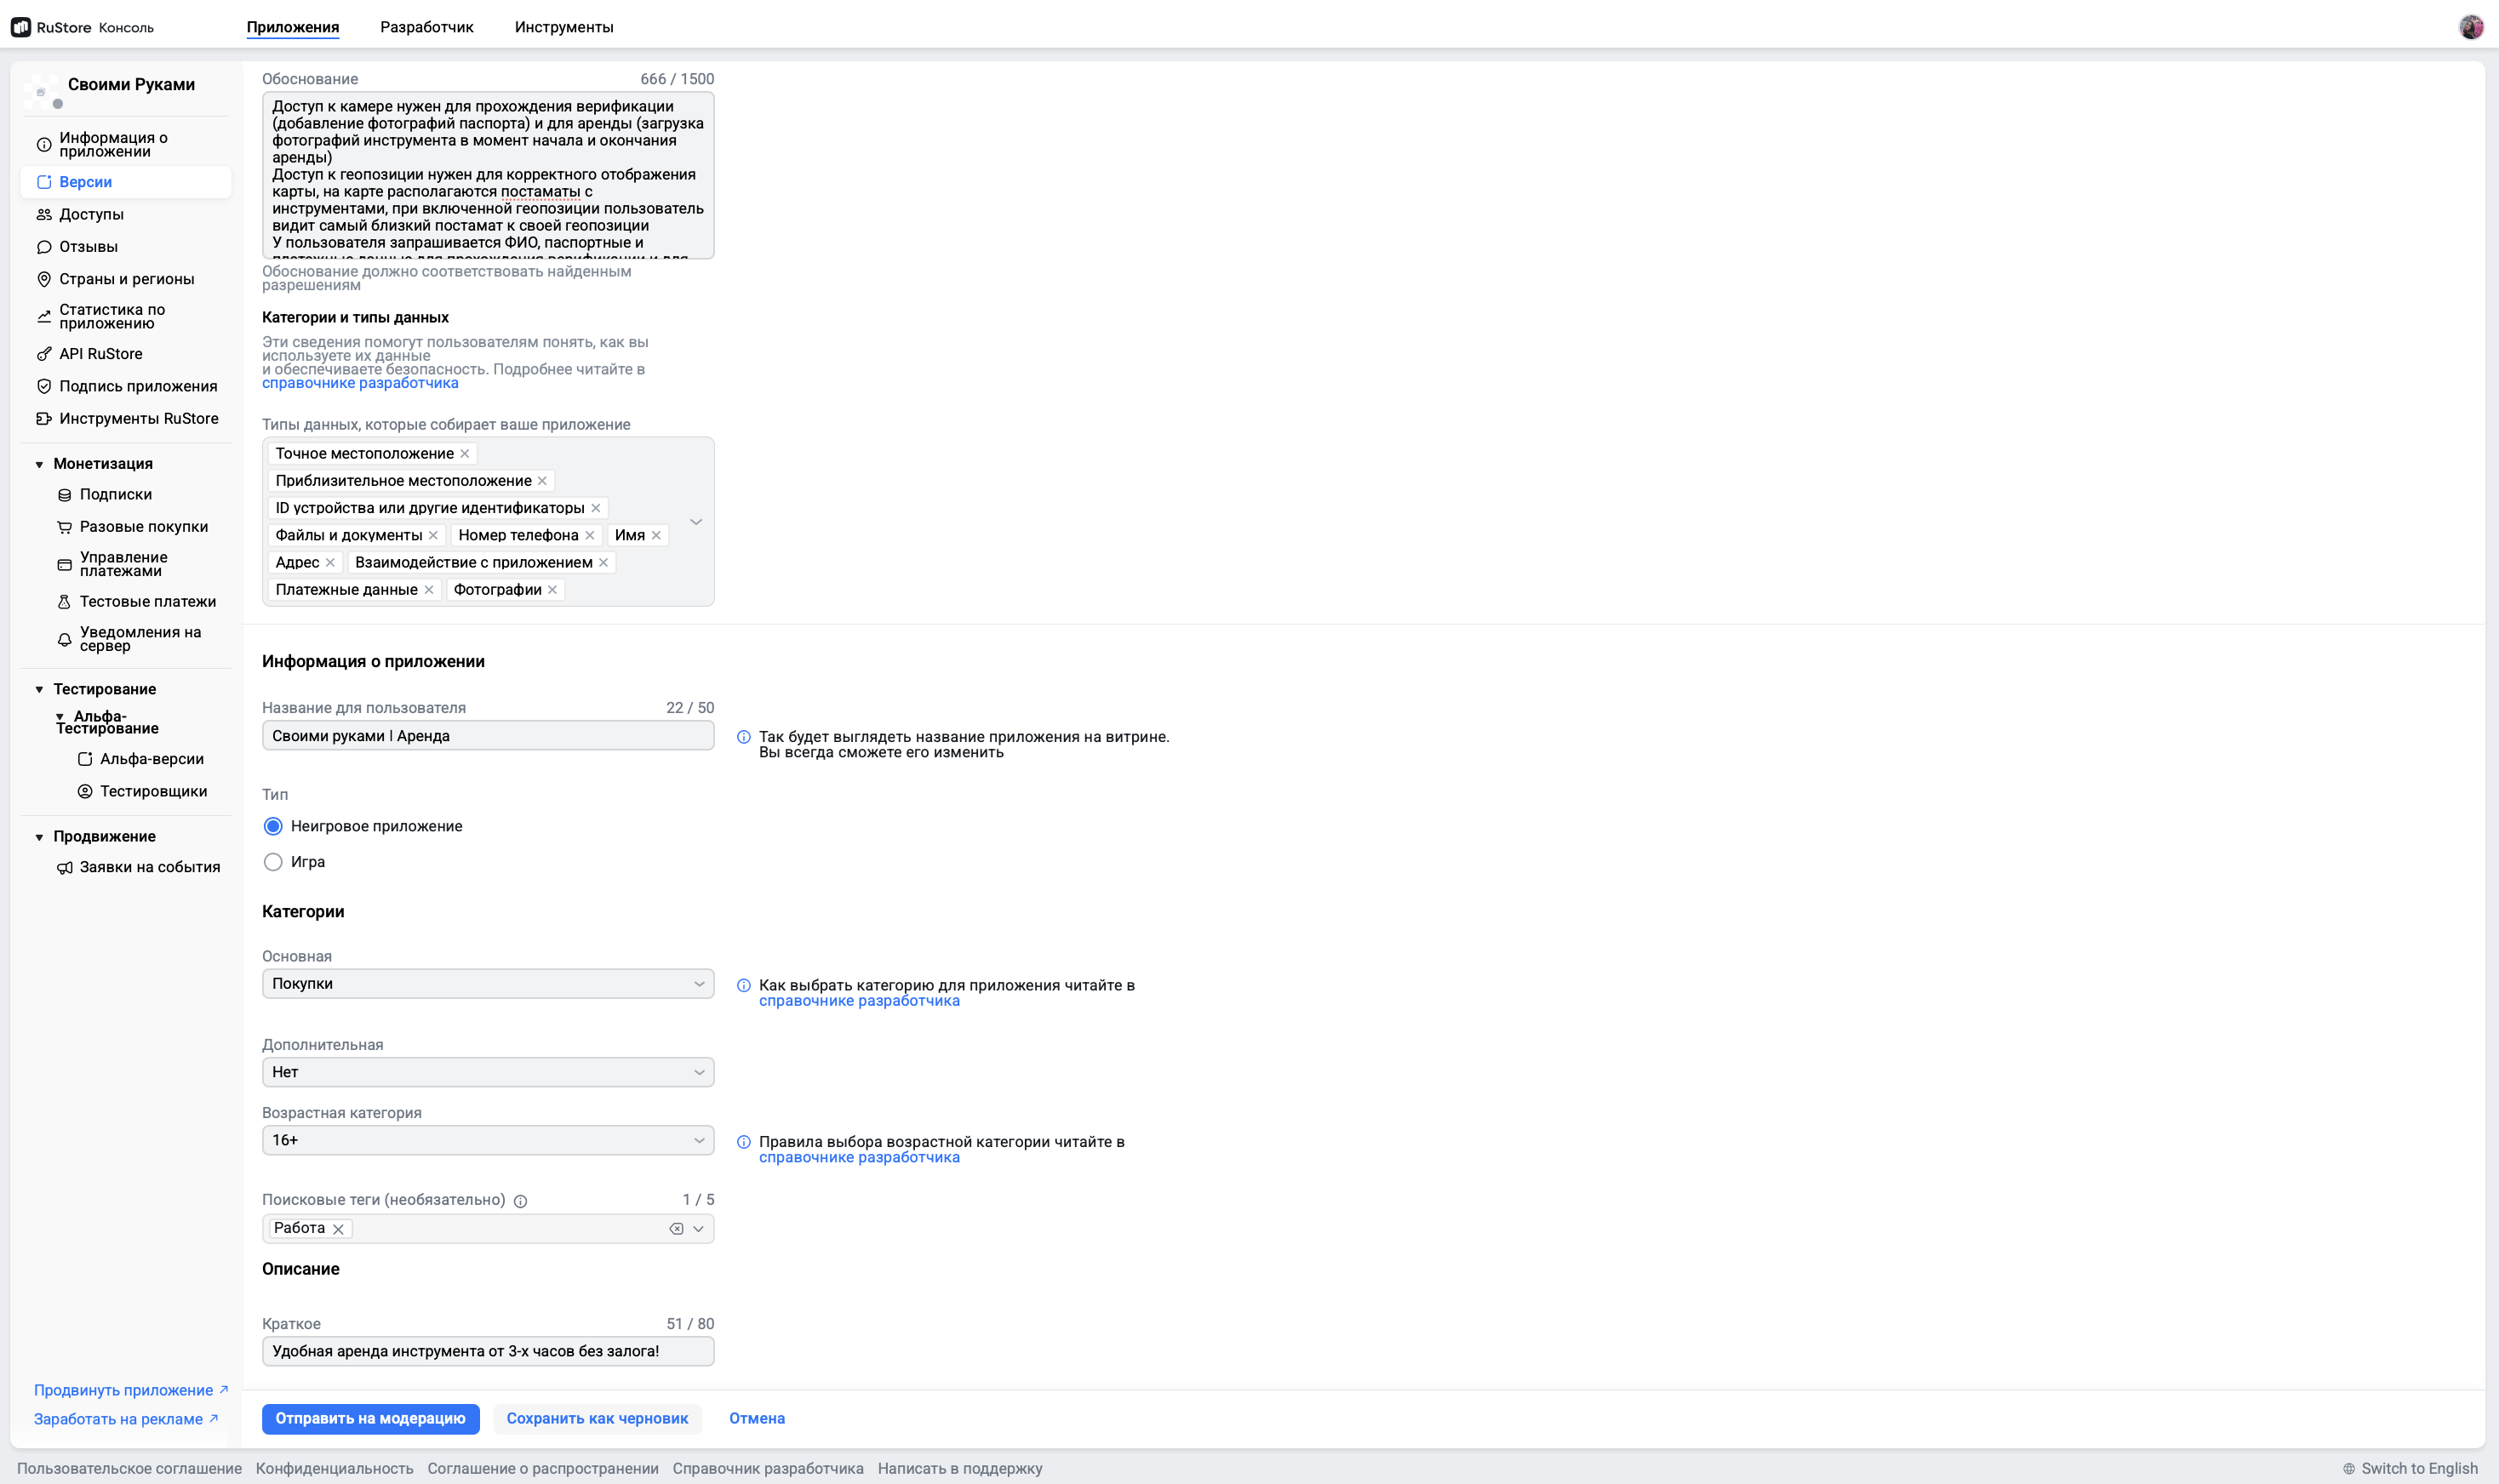 RuStore Консоль
Приложения
Разработчик
Инструменты
Своими Руками
Информация о
приложении
Версии
Доступы
Отзывы
Страны и регионы
Статистика по
приложению
API RuStore
Подпись приложения
Инструменты RuStore
Монетизация
Подписки
Разовые покупки
Управление
платежами
Тестовые платежи
Уведомления на
сервер
Тестирование
Альфа-
Тестирование
Альфа-версии
Тестировщики
Продвижение
Заявки на события
Продвинуть приложение
Заработать на рекламе
Обоснование 666 / 1500
Доступ к камере нужен для прохождения верификации
(добавление фотографий паспорта) и для аренды (загрузка
фотографий инструмента в момент начала и окончания
аренды)
Доступ к геопозиции нужен для корректного отображения
карты, на карте располагаются постаматы с
инструментами, при включенной геопозиции пользователь
видит самый близкий постамат к своей геопозиции
У пользователя запрашивается ФИО, паспортные и
платежные данные для прохождения верификации и для
Обоснование должно соответствовать найденным
разрешениям
Категории и типы данных
Эти сведения помогут пользователям понять, как вы
используете их данные
и обеспечиваете безопасность. Подробнее читайте в
справочнике разработчика
Типы данных, которые собирает ваше приложение
Точное местоположение
Приблизительное местоположение
ID устройства или другие идентификаторы
Файлы и документы Номер телефона Имя
Адрес Взаимодействие с приложением
Платежные данные Фотографии
Информация о приложении
Название для пользователя 22 / 50
Своими руками | Аренда
Так будет выглядеть название приложения на витрине.
Вы всегда сможете его изменить
Тип
Неигровое приложение
Игра
Категории
Основная
Покупки
Как выбрать категорию для приложения читайте в
справочнике разработчика
Дополнительная
Нет
Возрастная категория
16+
Правила выбора возрастной категории читайте в
справочнике разработчика
Поисковые теги (необязательно) 1 / 5
Работа
Описание
Краткое 51 / 80
Удобная аренда инструмента от 3-х часов без залога!
Отправить на модерацию
Сохранить как черновик
Отмена
Пользовательское соглашение Конфиденциальность Соглашение о распространении Справочник разработчика Написать в поддержку
Switch to English